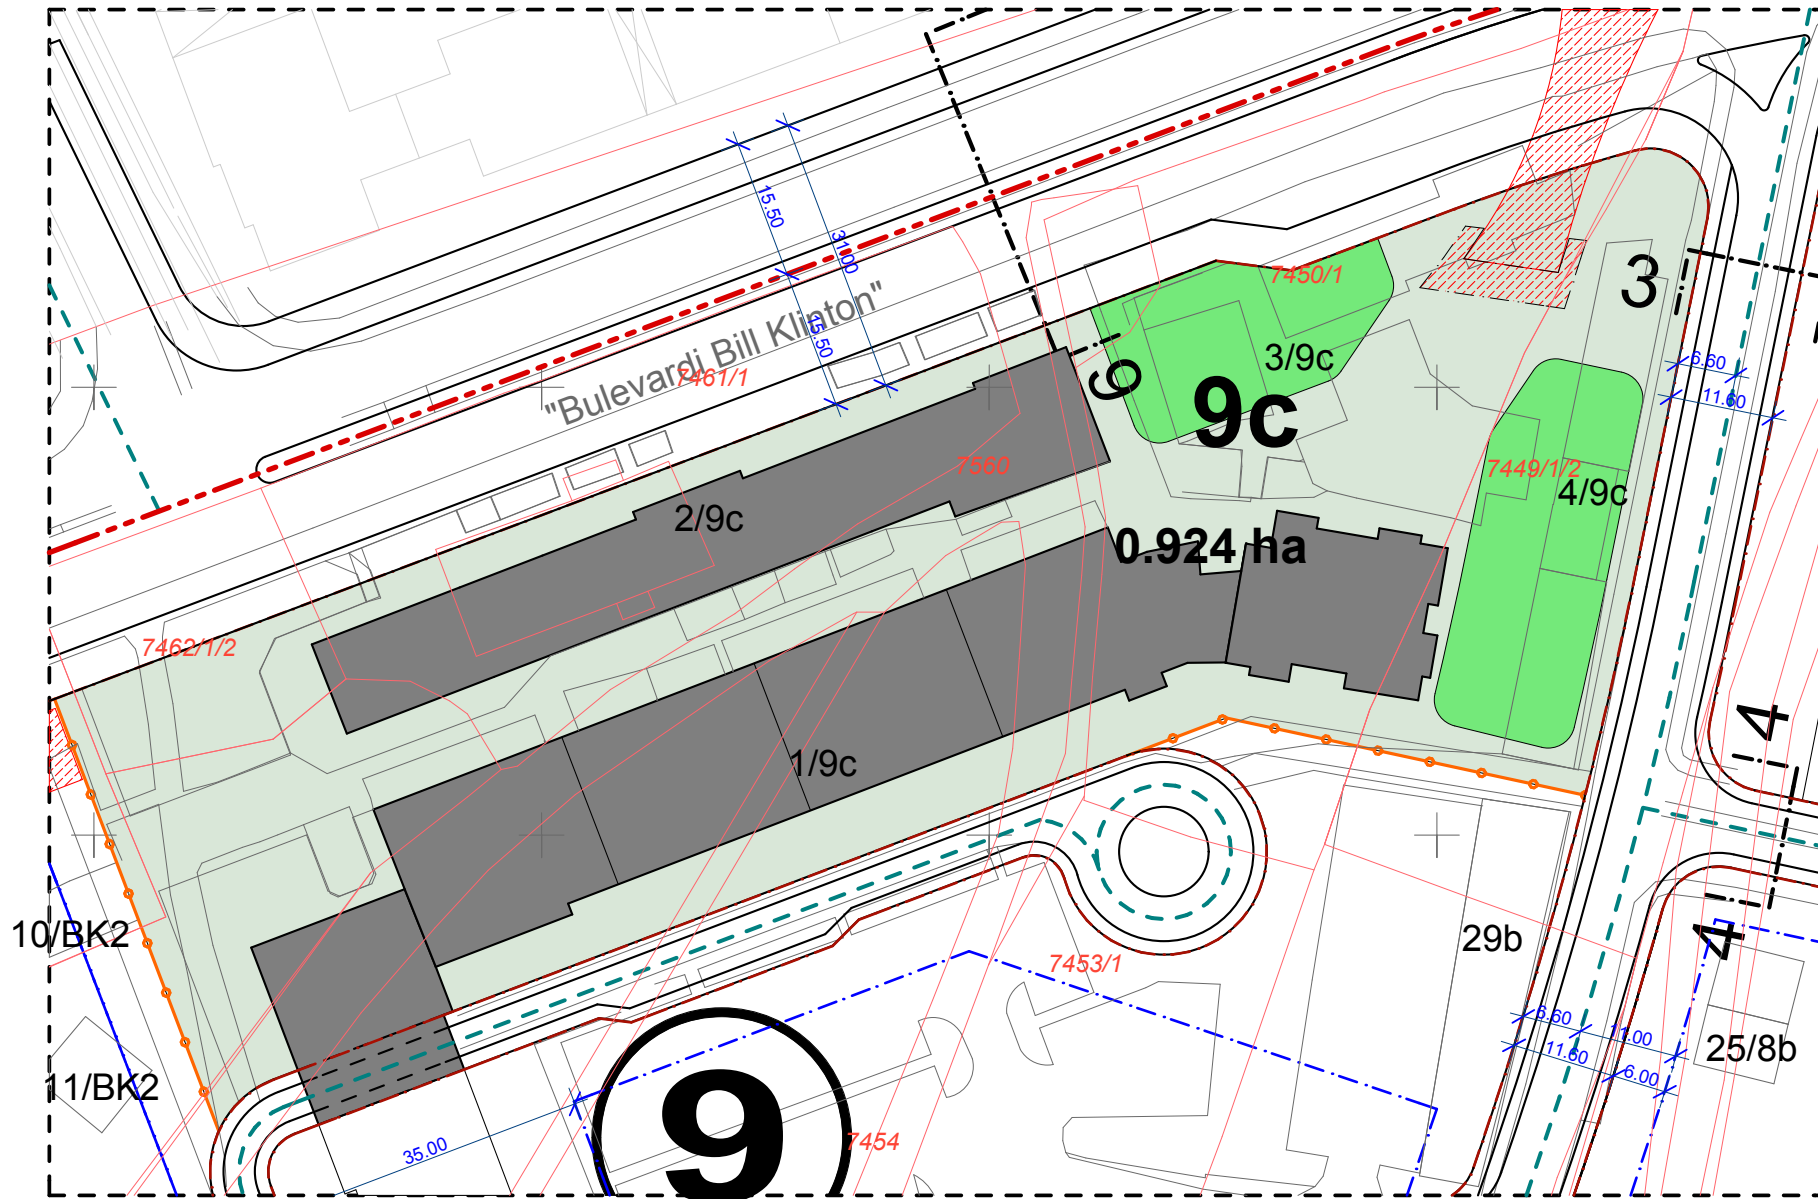 15.50
31.00
"Bulevardi Bill Klinton"
15.50
7461/1
7450/1
3
3/9c
9
9c
6.60
11.60
7560
7449/1/2
4/9c
2/9c
0.924 ha
7462/1/2
4
1/9c
10/BK2
29b
4
7453/1
6.60
11.00
11.60
6.00
25/8b
11/BK2
35.00
9
7454